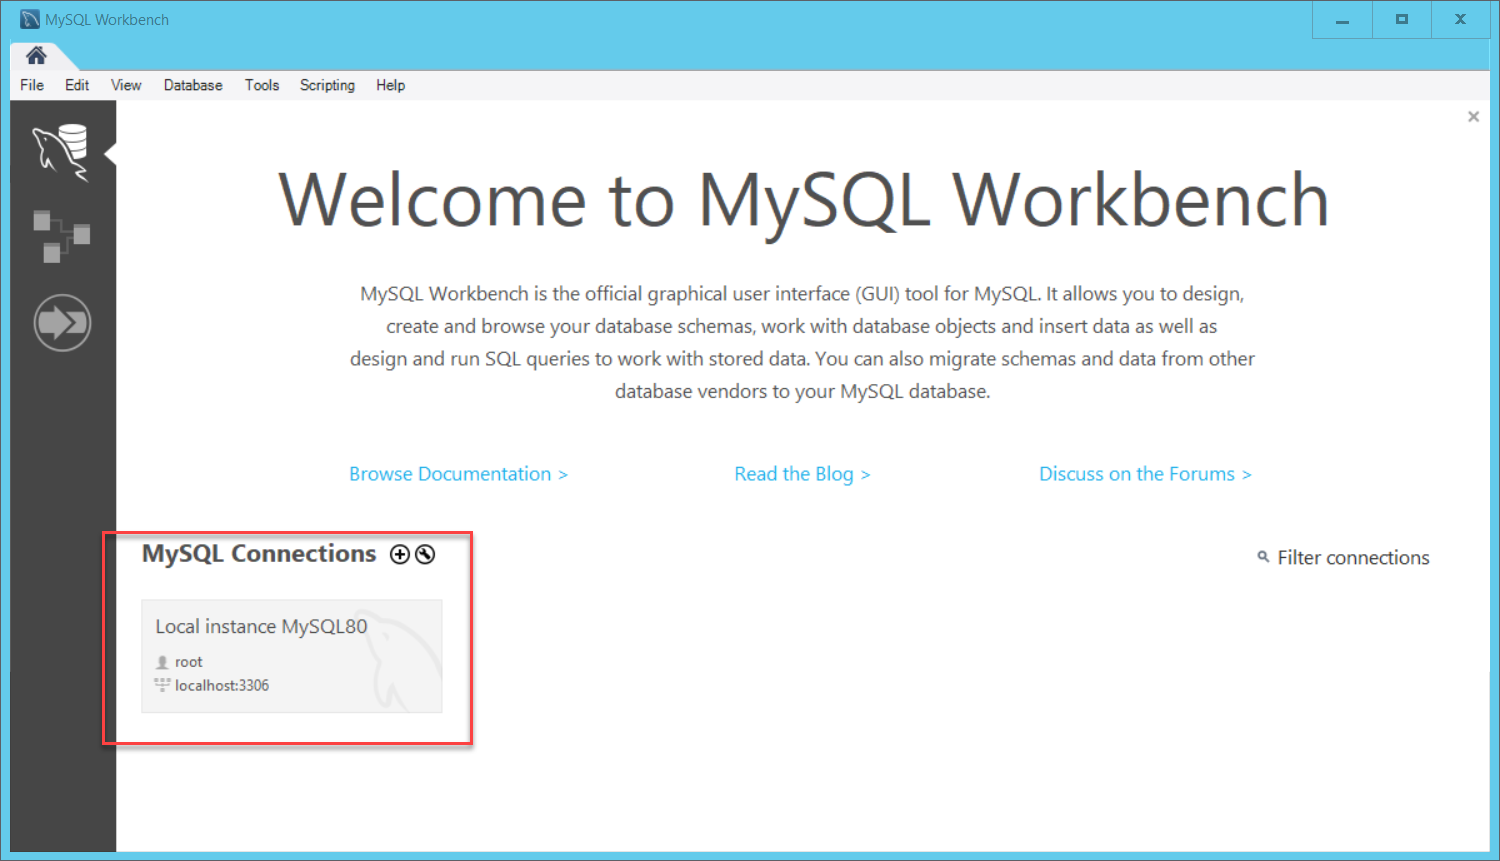 MySQL Workbench
File Edit View Database Tools Scripting Help
Welcome to MySQL Workbench
MySQL Workbench is the official graphical user interface (GUI) tool for MySQL. It allows you to design,
create and browse your database schemas, work with database objects and insert data as well as
design and run SQL queries to work with stored data. You can also migrate schemas and data from other
database vendors to your MySQL database.
Browse Documentation > Read the Blog > Discuss on the Forums >
MySQL Connections
Filter connections
Local instance MySQL80
root
localhost:3306